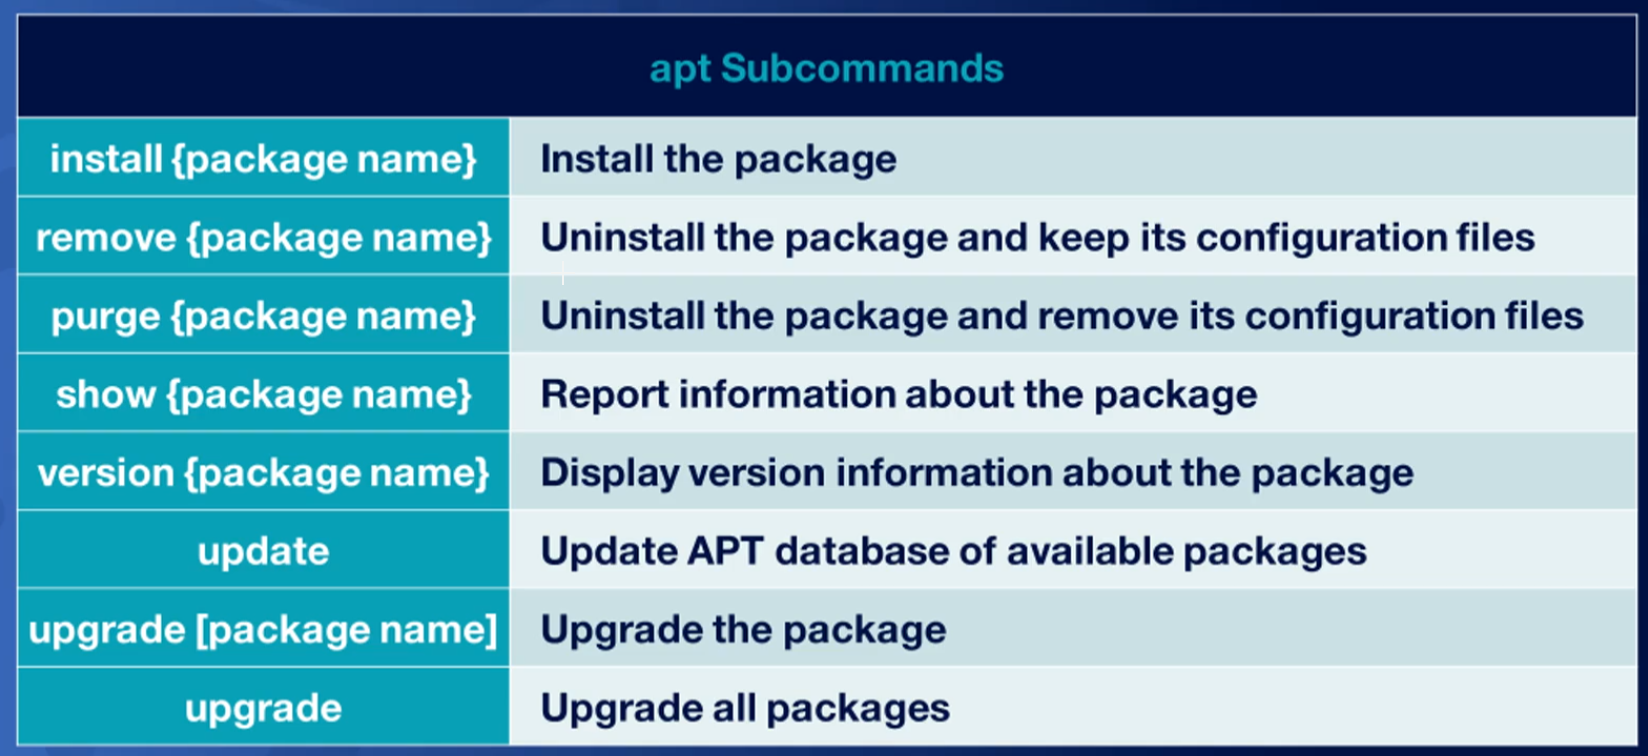 apt Subcommands
install {package name} Install the package
remove {package name} Uninstall the package and keep its configuration files
purge {package name} Uninstall the package and remove its configuration files
show {package name} Report information about the package
version {package name} Display version information about the package
update Update APT database of available packages
upgrade [package name] Upgrade the package
upgrade Upgrade all packages